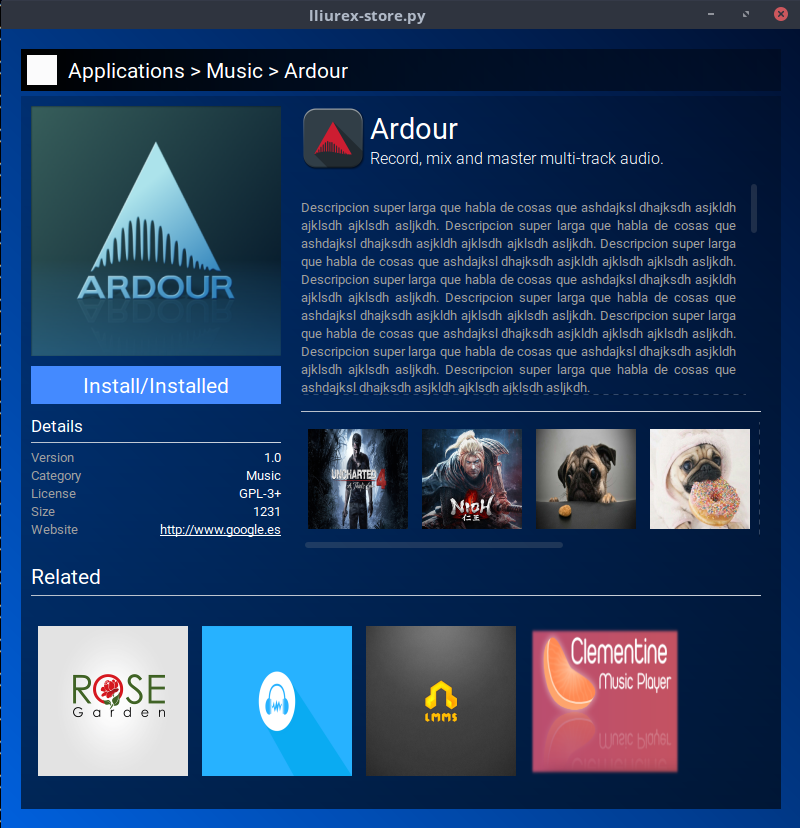 lliurex-store.py
Applications > Music > Ardour
ARDOUR
Ardour
Record, mix and master multi-track audio.
Descripcion super larga que habla de cosas que ashdajksl dhajksdh asjkldh
ajklsdh ajklsdh asljkdh. Descripcion super larga que habla de cosas que
ashdajksl dhajksdh asjkldh ajklsdh ajklsdh asljkdh. Descripcion super larga
que habla de cosas que ashdajksl dhajksdh asjkldh ajklsdh ajklsdh asljkdh.
Descripcion super larga que habla de cosas que ashdajksl dhajksdh asjkldh
ajklsdh ajklsdh asljkdh. Descripcion super larga que habla de cosas que
ashdajksl dhajksdh asjkldh ajklsdh ajklsdh asljkdh. Descripcion super larga
que habla de cosas que ashdajksl dhajksdh asjkldh ajklsdh ajklsdh asljkdh.
Descripcion super larga que habla de cosas que ashdajksl dhajksdh asjkldh
ajklsdh ajklsdh asljkdh. Descripcion super larga que habla de cosas que
ashdajksl dhajksdh asjkldh ajklsdh ajklsdh asljkdh.
Install/Installed
Details
Version 1.0
Category Music
License GPL-3+
Size 1231
Website http://www.google.es
UNCHARTED 4
NIOH
仁王
Related
ROSE
Garden
LMMS
Clementine
Music Player